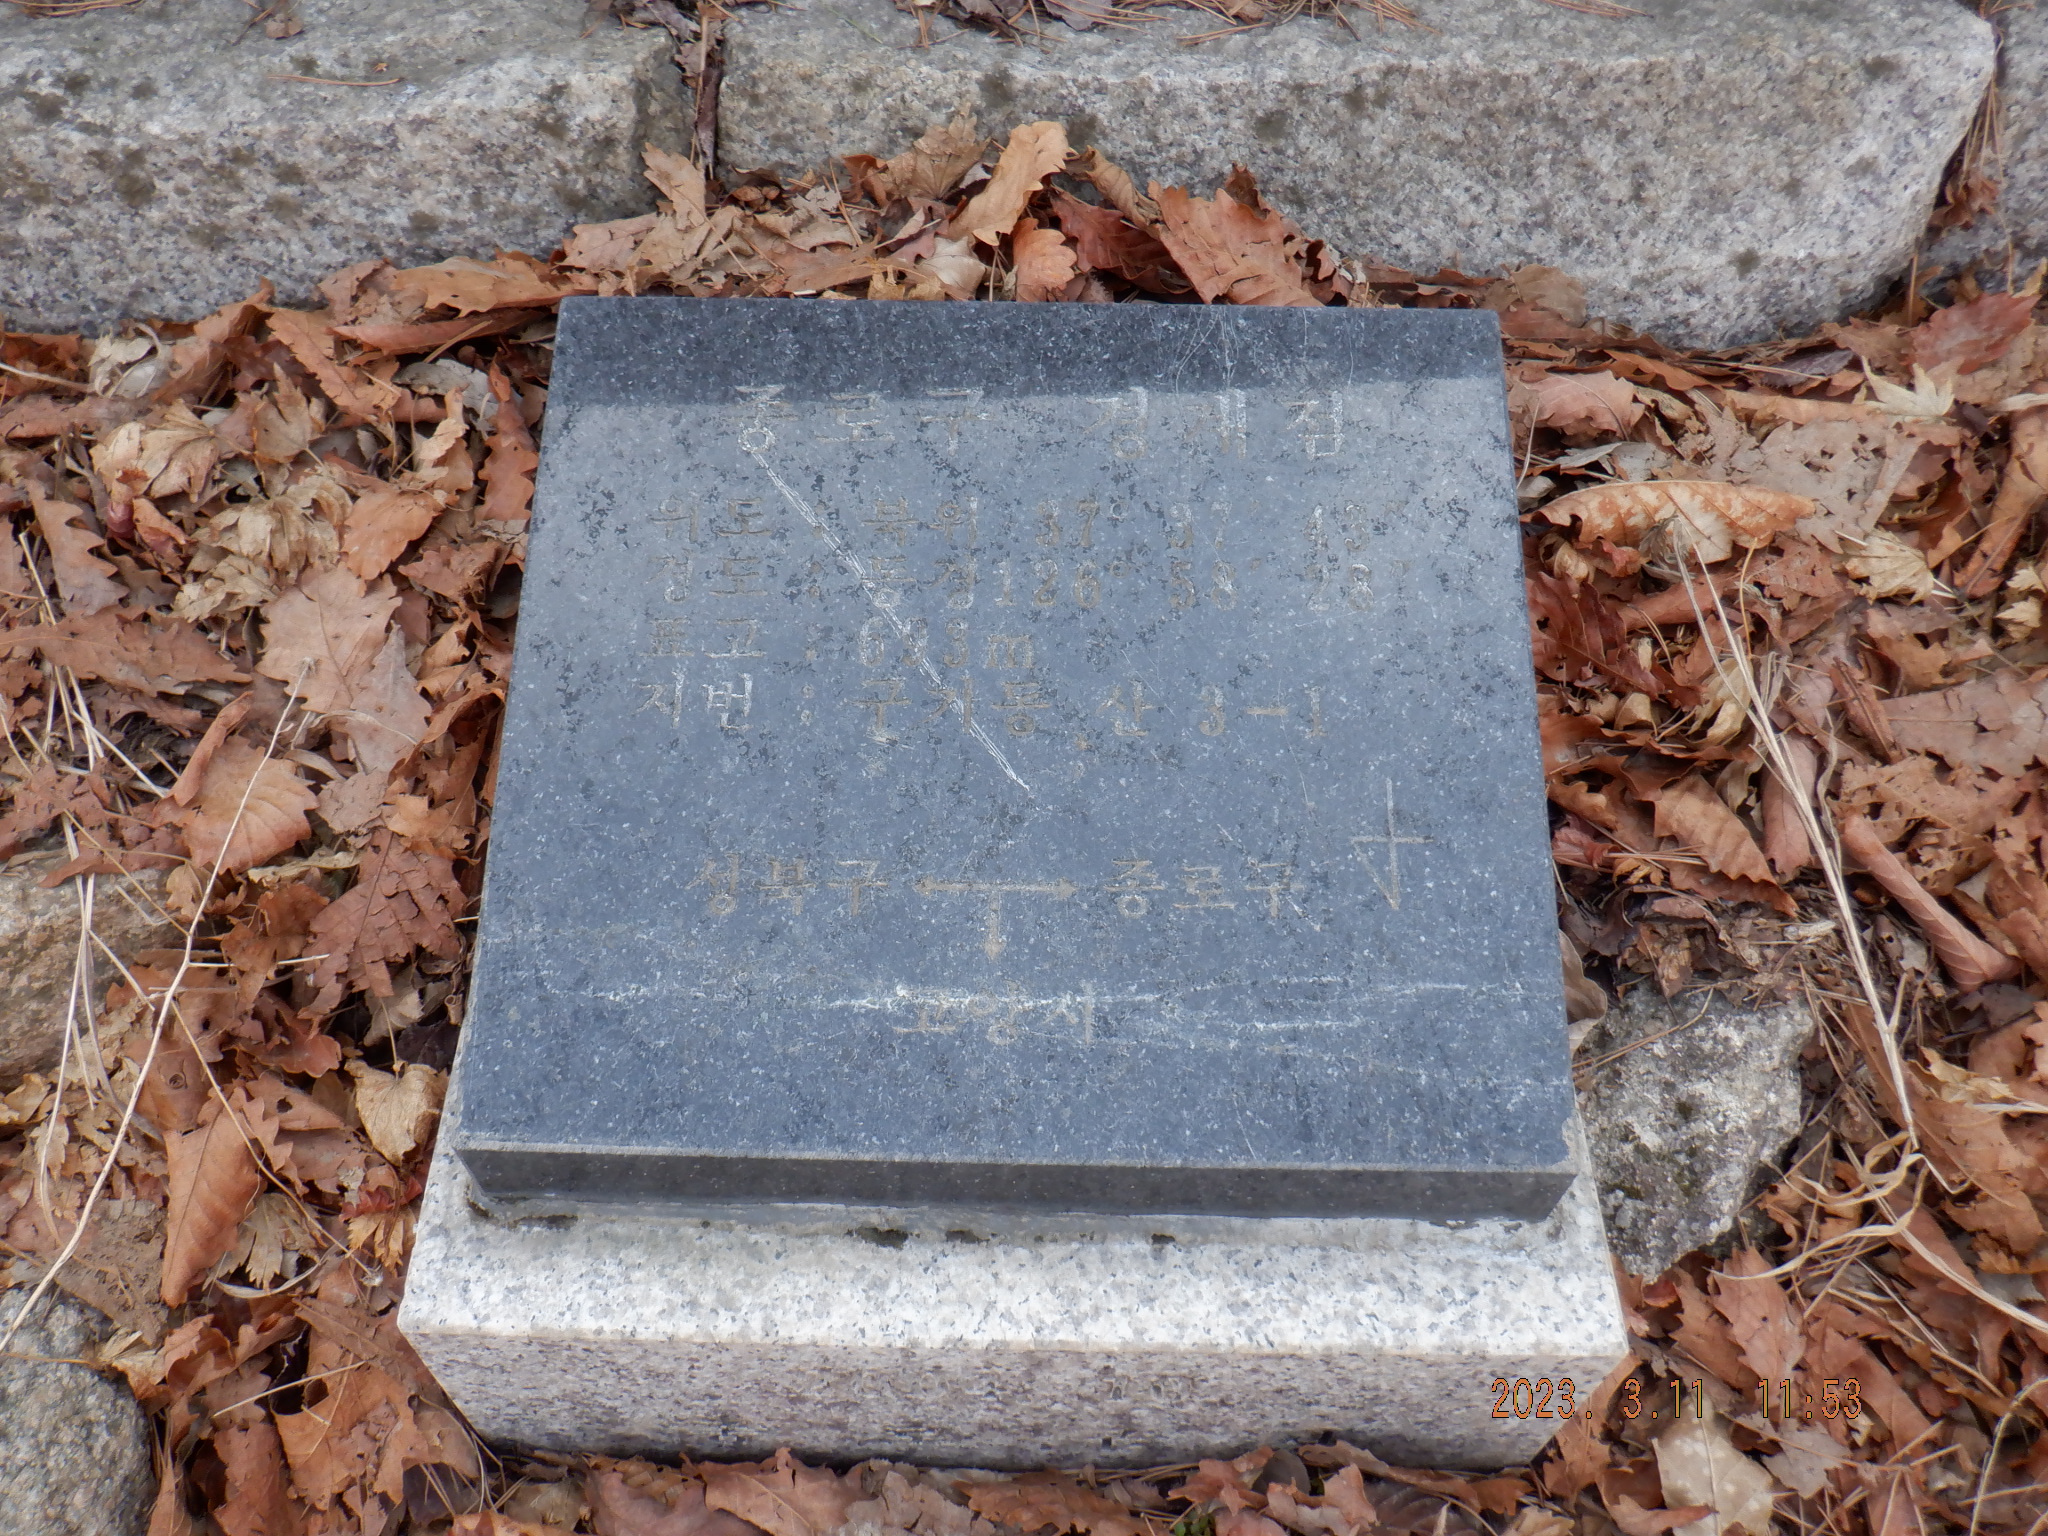 종로구 경계점
위도 : 북위 37° 37' 43"
경도 : 동경126° 58' 28"
표고 : 693m
지번 : 구기동 산 3-1
성북구 종로구
고양시
2023. 3.11 11:53